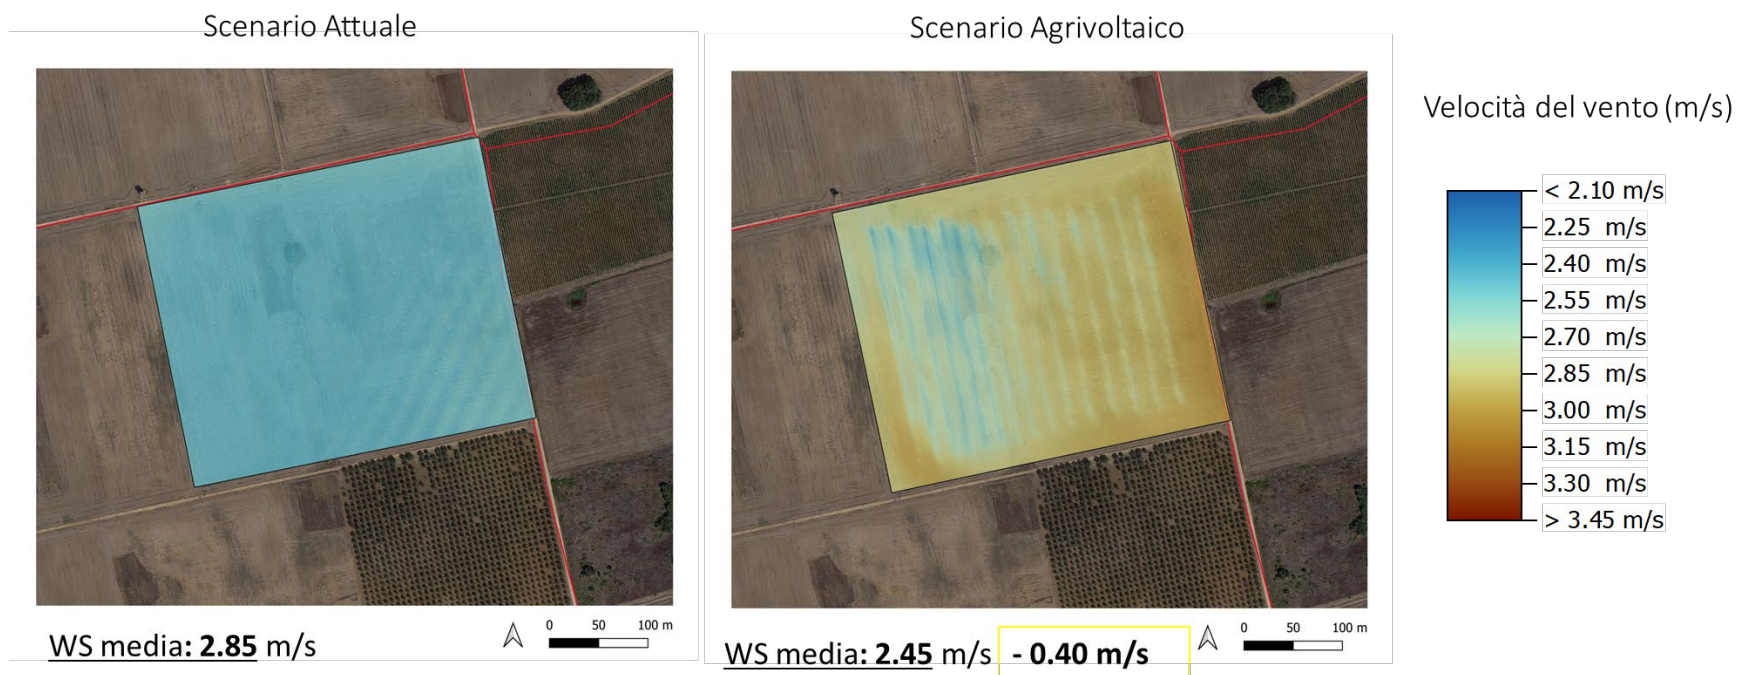 Scenario Attuale
Scenario Agrivoltaico
Velocità del vento (m/s)
< 2.10 m/s
2.25 m/s
2.40 m/s
2.55 m/s
2.70 m/s
2.85 m/s
3.00 m/s
3.15 m/s
3.30 m/s
> 3.45 m/s
0 50 100 m
WS media: 2.85 m/s
0 50 100 m
WS media: 2.45 m/s - 0.40 m/s